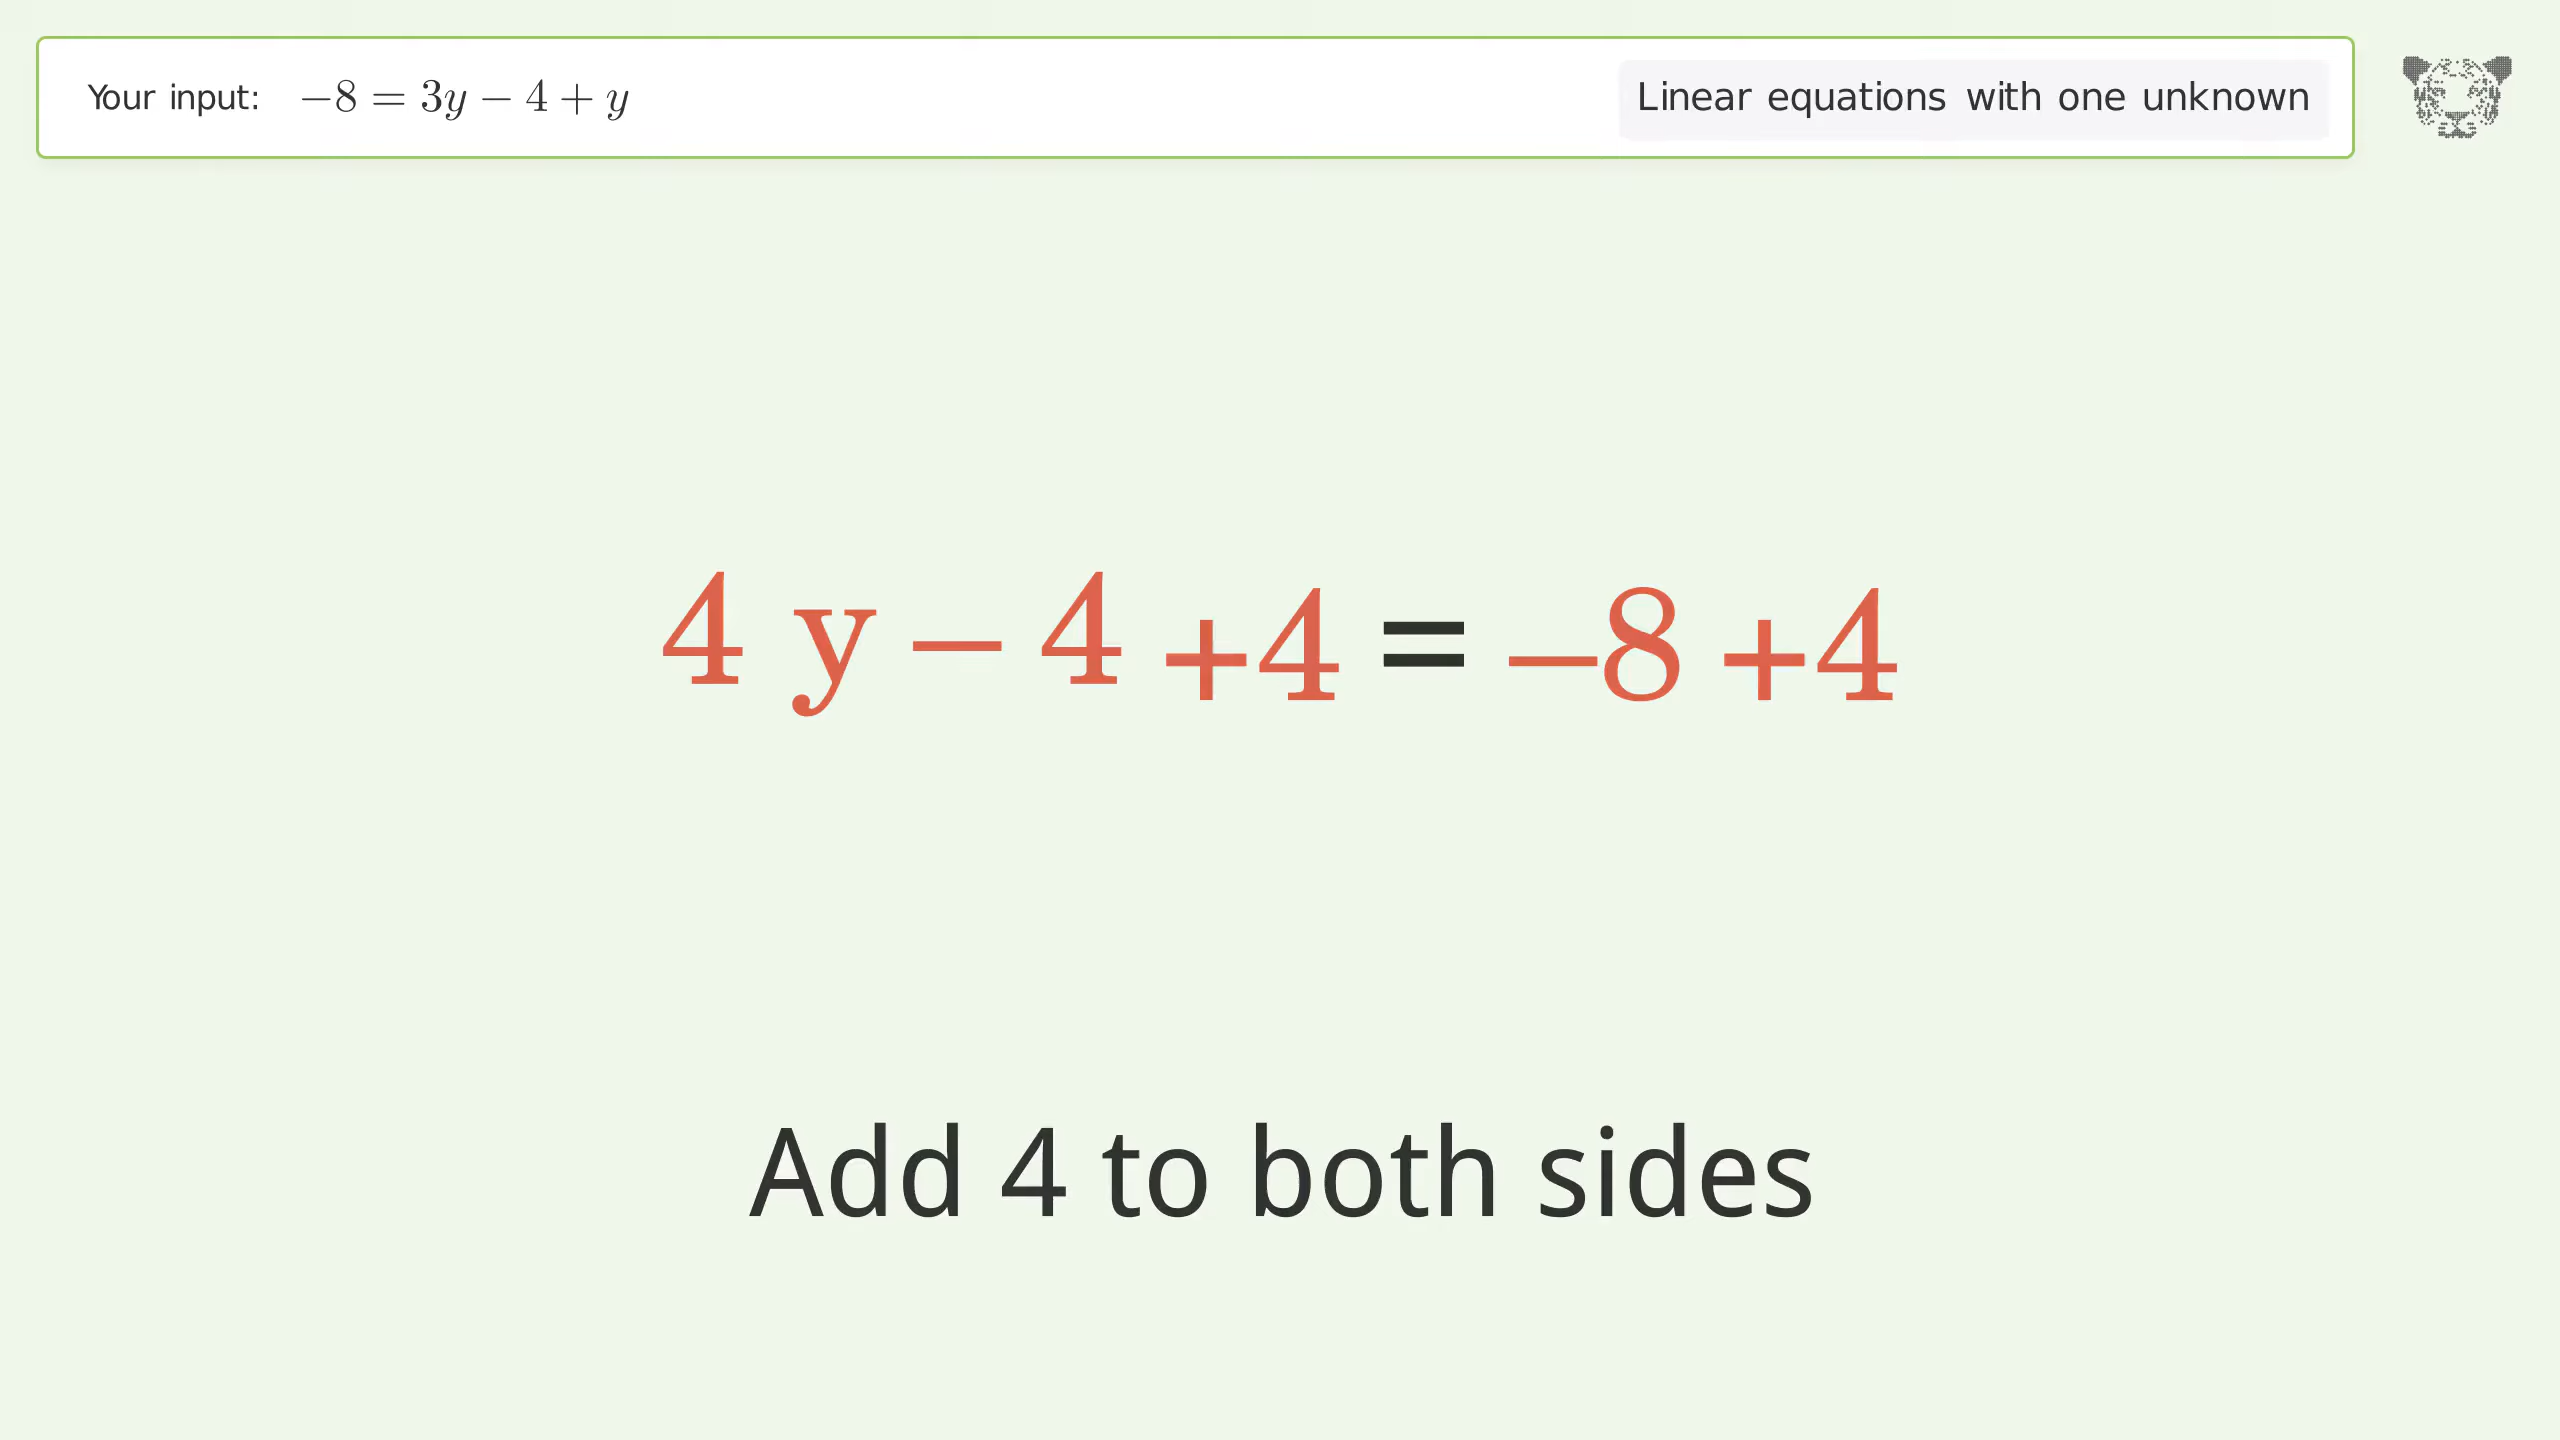 Your input: −8 = 3y − 4 + y
Linear equations with one unknown
4 y − 4 +4 = −8 +4
Add 4 to both sides